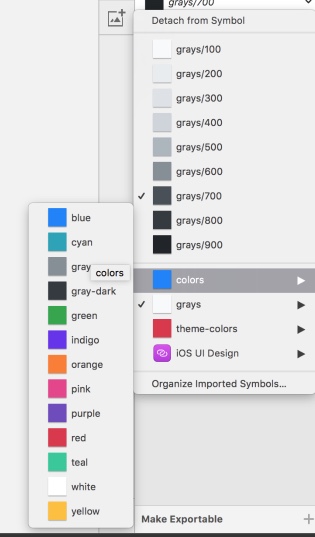 grays/700
Detach from Symbol
grays/100
grays/200
grays/300
grays/400
grays/500
grays/600
✓ grays/700
grays/800
grays/900
colors
✓ grays
theme-colors
iOS UI Design
Organize Imported Symbols...
blue
cyan
gray
colors
gray-dark
green
indigo
orange
pink
purple
red
teal
white
yellow
Make Exportable